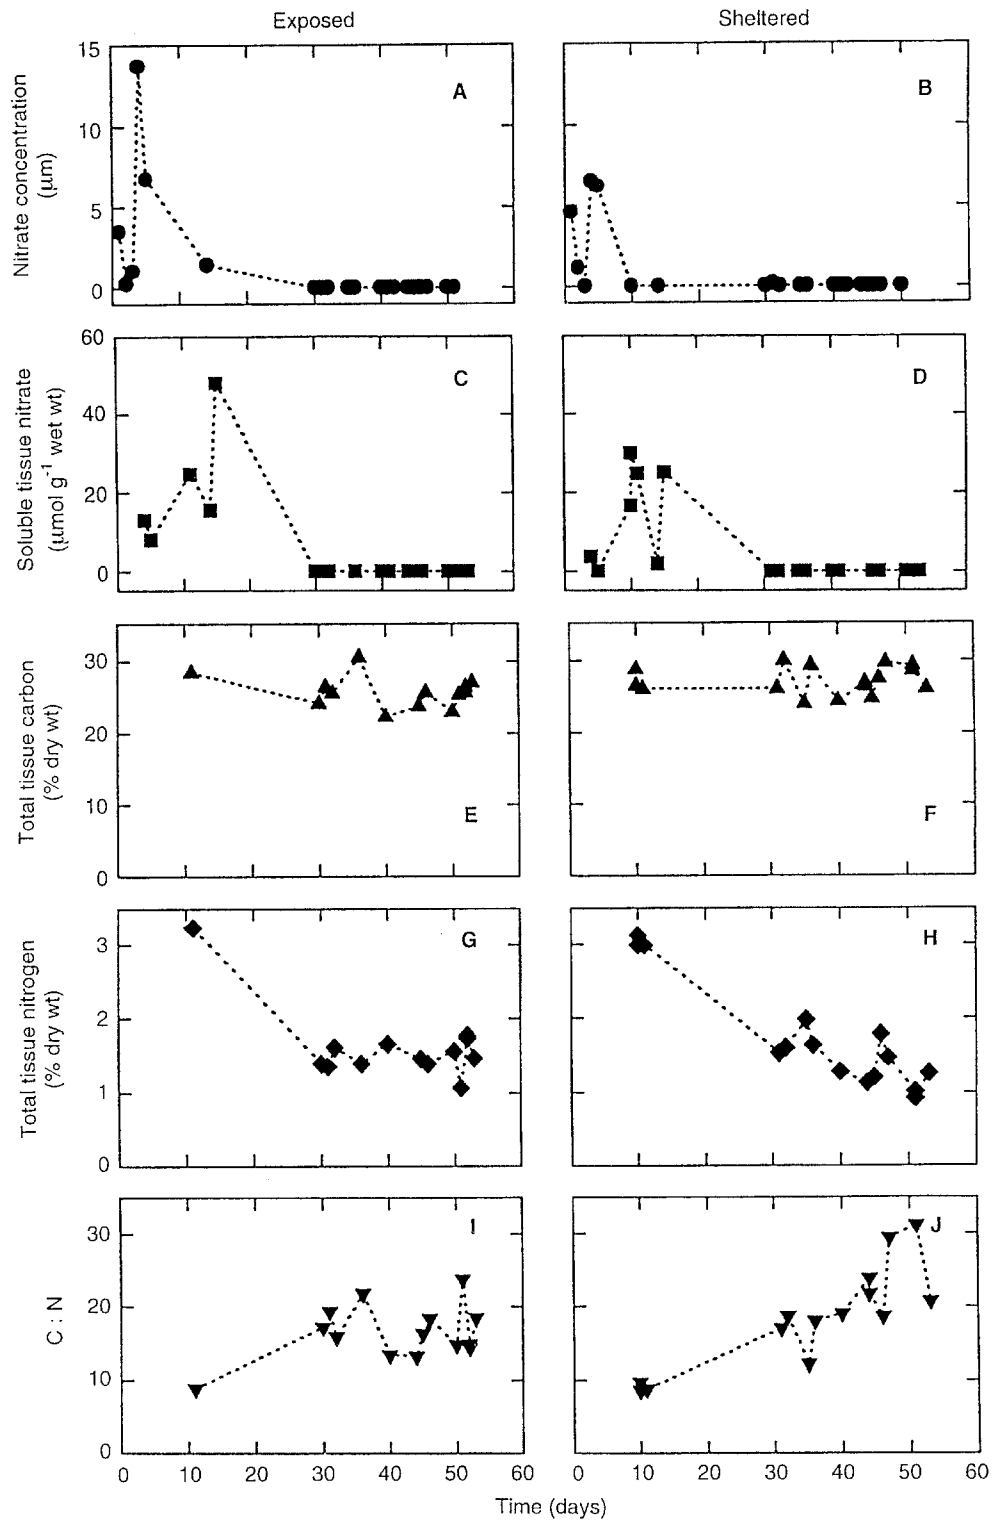 Exposed
Sheltered
Nitrate concentration
(μm)
15
10
5
0
A
B
Soluble tissue nitrate
(μmol g⁻¹ wet wt)
60
40
20
0
C
D
Total tissue carbon
(% dry wt)
30
20
10
0
E
F
Total tissue nitrogen
(% dry wt)
3
2
1
0
G
H
C : N
30
20
10
0
I
J
0 10 20 30 40 50 60
0 10 20 30 40 50 60
Time (days)